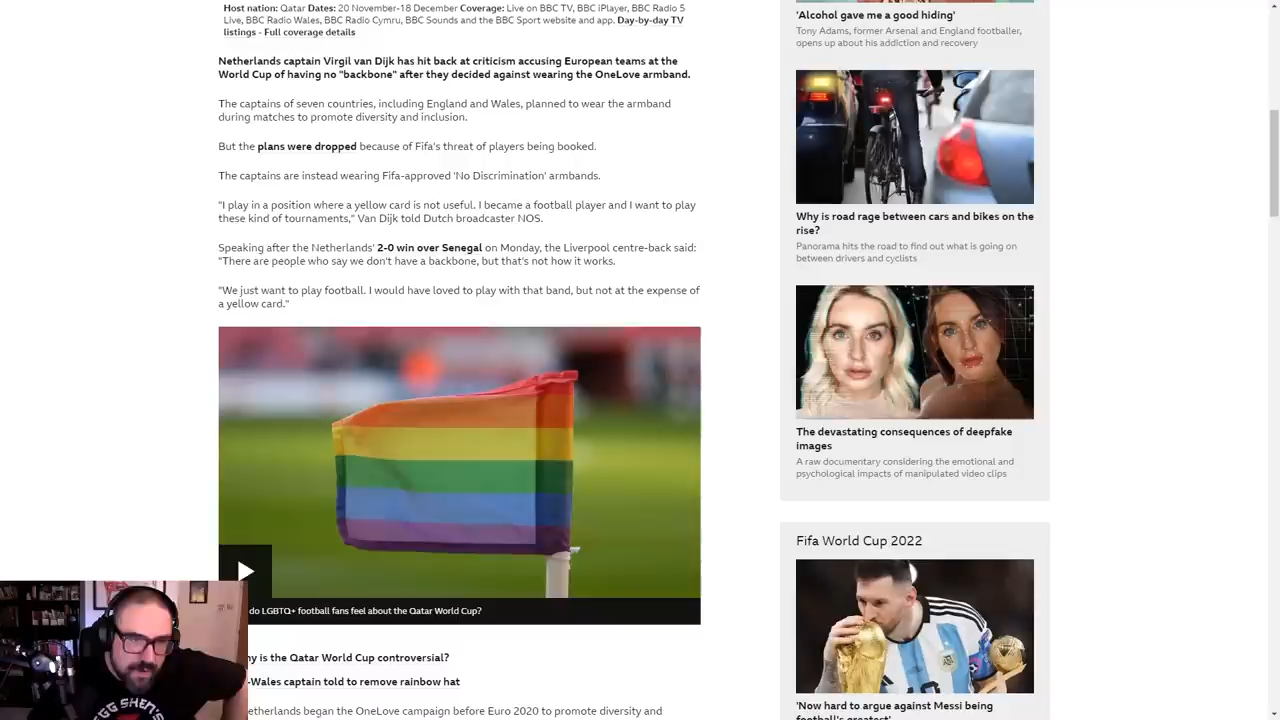 Host nation: Qatar Dates: 20 November-18 December Coverage: Live on BBC TV, BBC iPlayer, BBC Radio 5
Live, BBC Radio Wales, BBC Radio Cymru, BBC Sounds and the BBC Sport website and app. Day-by-day TV
listings - Full coverage details
Netherlands captain Virgil van Dijk has hit back at criticism accusing European teams at the
World Cup of having no "backbone" after they decided against wearing the OneLove armband.
The captains of seven countries, including England and Wales, planned to wear the armband
during matches to promote diversity and inclusion.
But the plans were dropped because of Fifa's threat of players being booked.
The captains are instead wearing Fifa-approved 'No Discrimination' armbands.
"I play in a position where a yellow card is not useful. I became a football player and I want to play
these kind of tournaments," Van Dijk told Dutch broadcaster NOS.
Speaking after the Netherlands' 2-0 win over Senegal on Monday, the Liverpool centre-back said:
"There are people who say we don't have a backbone, but that's not how it works.
"We just want to play football. I would have loved to play with that band, but not at the expense of
a yellow card."
do LGBTQ+ football fans feel about the Qatar World Cup?
is the Qatar World Cup controversial?
-Wales captain told to remove rainbow hat
etherlands began the OneLove campaign before Euro 2020 to promote diversity and
'Alcohol gave me a good hiding'
Tony Adams, former Arsenal and England footballer,
opens up about his addiction and recovery
Why is road rage between cars and bikes on the
rise?
Panorama hits the road to find out what is going on
between drivers and cyclists
The devastating consequences of deepfake
images
A raw documentary considering the emotional and
psychological impacts of manipulated video clips
Fifa World Cup 2022
'Now hard to argue against Messi being
football's greatest'